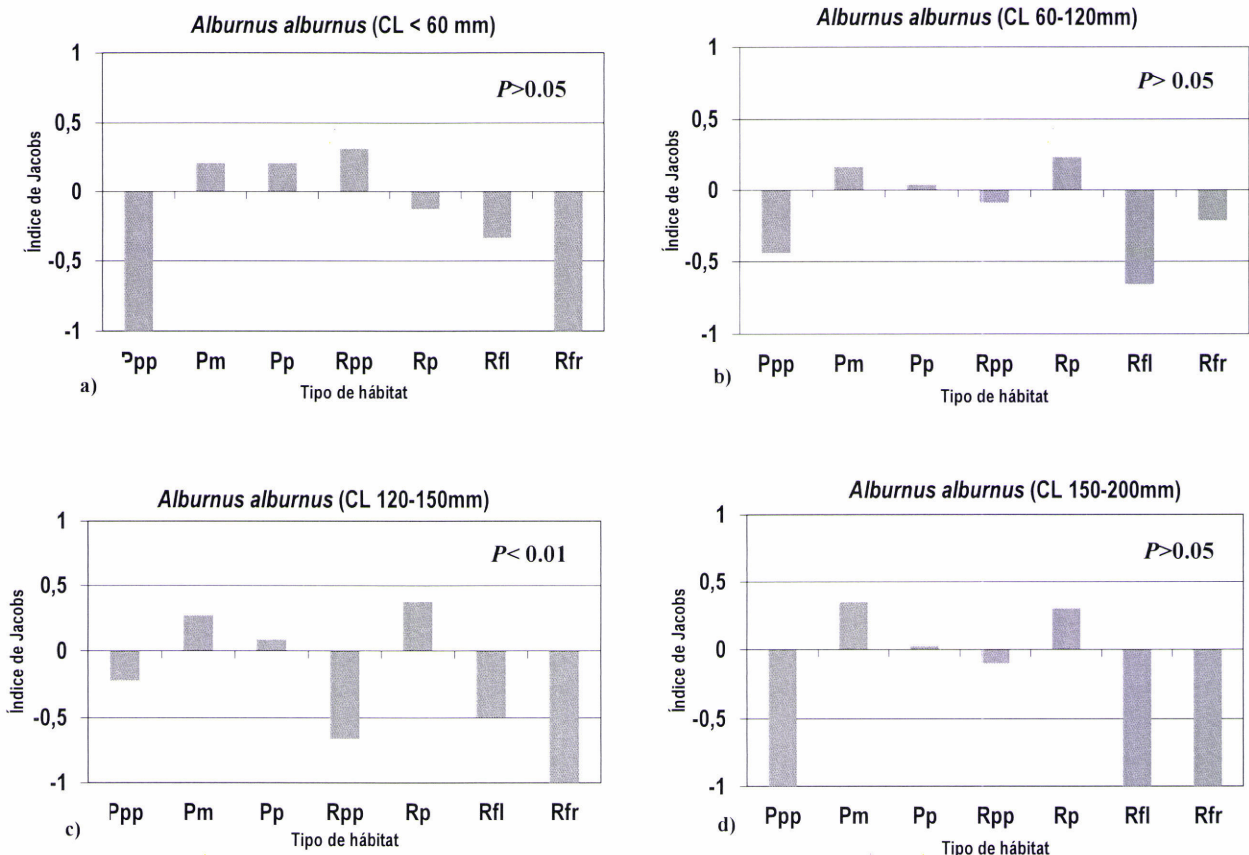 Alburnus alburnus (CL < 60 mm)
1
P>0.05
0,5
0
-0,5
-1
Índice de Jacobs
Ppp Pm Pp Rpp Rp Rfl Rfr
Tipo de hábitat
a)
Alburnus alburnus (CL 60-120mm)
1
P> 0.05
0,5
0
-0,5
-1
Índice de Jacobs
Ppp Pm Pp Rpp Rp Rfl Rfr
Tipo de hábitat
b)
Alburnus alburnus (CL 120-150mm)
1
P< 0.01
0,5
0
-0,5
-1
Índice de Jacobs
Ppp Pm Pp Rpp Rp Rfl Rfr
Tipo de hábitat
c)
Alburnus alburnus (CL 150-200mm)
1
P>0.05
0,5
0
-0,5
-1
Índice de Jacobs
Ppp Pm Pp Rpp Rp Rfl Rfr
Tipo de hábitat
d)